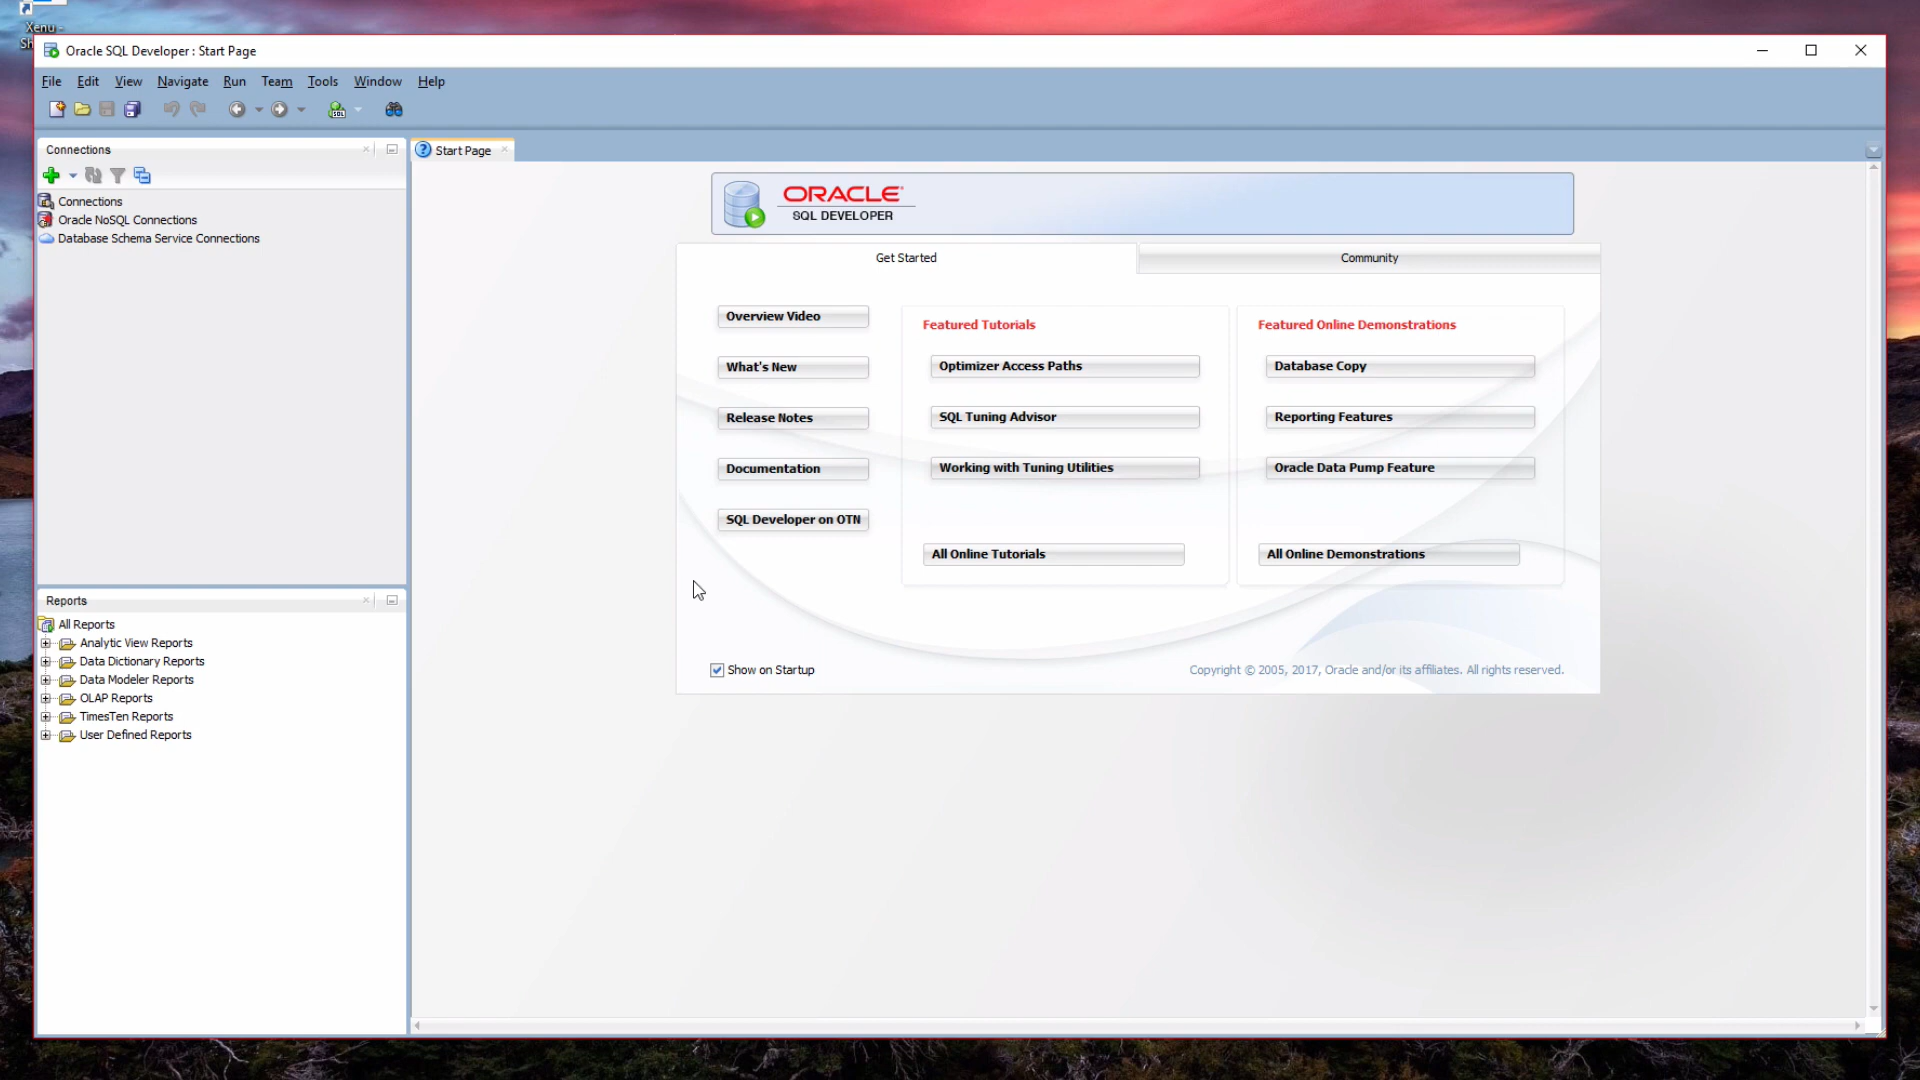 Xenu -
Sh
Oracle SQL Developer : Start Page
File Edit View Navigate Run Team Tools Window Help
SQL
Connections
Start Page
Connections
Oracle NoSQL Connections
Database Schema Service Connections
ORACLE
SQL DEVELOPER
Get Started
Community
Overview Video
What's New
Release Notes
Documentation
SQL Developer on OTN
Featured Tutorials
Optimizer Access Paths
SQL Tuning Advisor
Working with Tuning Utilities
All Online Tutorials
Featured Online Demonstrations
Database Copy
Reporting Features
Oracle Data Pump Feature
All Online Demonstrations
Show on Startup
Copyright © 2005, 2017, Oracle and/or its affiliates. All rights reserved.
Reports
All Reports
Analytic View Reports
Data Dictionary Reports
Data Modeler Reports
OLAP Reports
TimesTen Reports
User Defined Reports